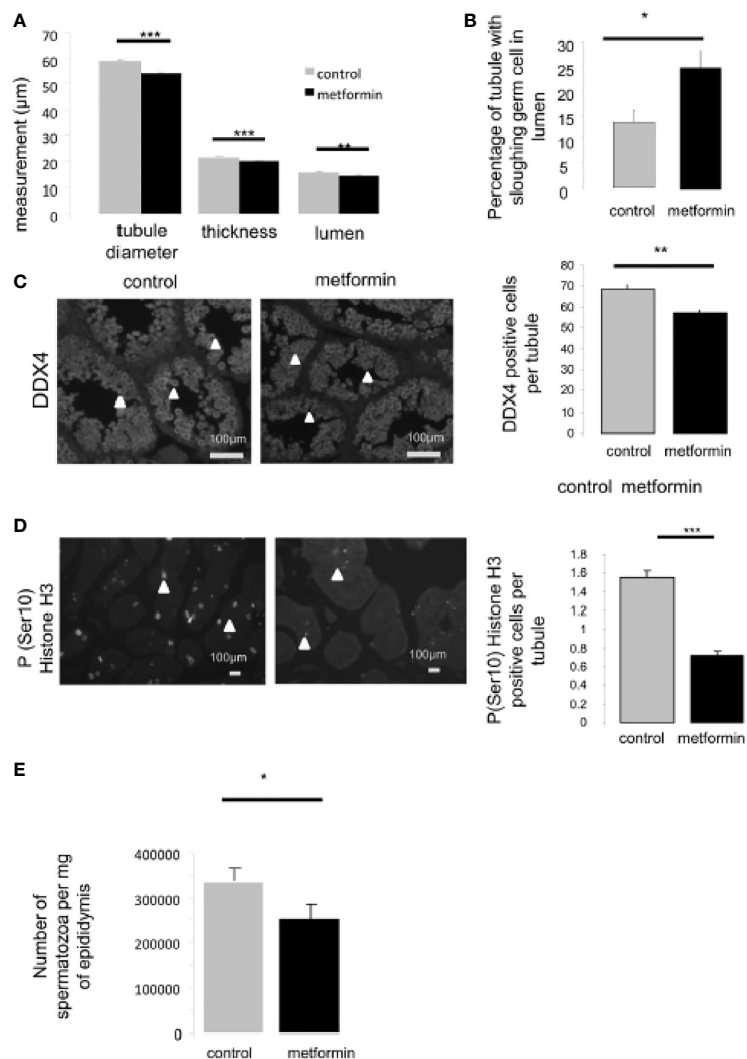 A
***
***
**
70
60
50
40
30
20
10
0
measurement (µm)
control
metformin
tubule
diameter
thickness
lumen
B
*
Percentage of tubule with
sloughing germ cell in
lumen
30
25
20
15
10
5
0
control
metformin
C
control
metformin
DDX4
100µm
100µm
**
DDX4 positive cells
per tubule
80
70
60
50
40
30
20
10
0
control
metformin
control metformin
D
P (Ser10)
Histone H3
100µm
100µm
***
P(Ser10) Histone H3
positive cells per
tubule
1.8
1.6
1.4
1.2
1
0.8
0.6
0.4
0.2
0
control
metformin
E
*
Number of
spermatozoa per mg
of epididymis
400000
300000
200000
100000
0
control
metformin